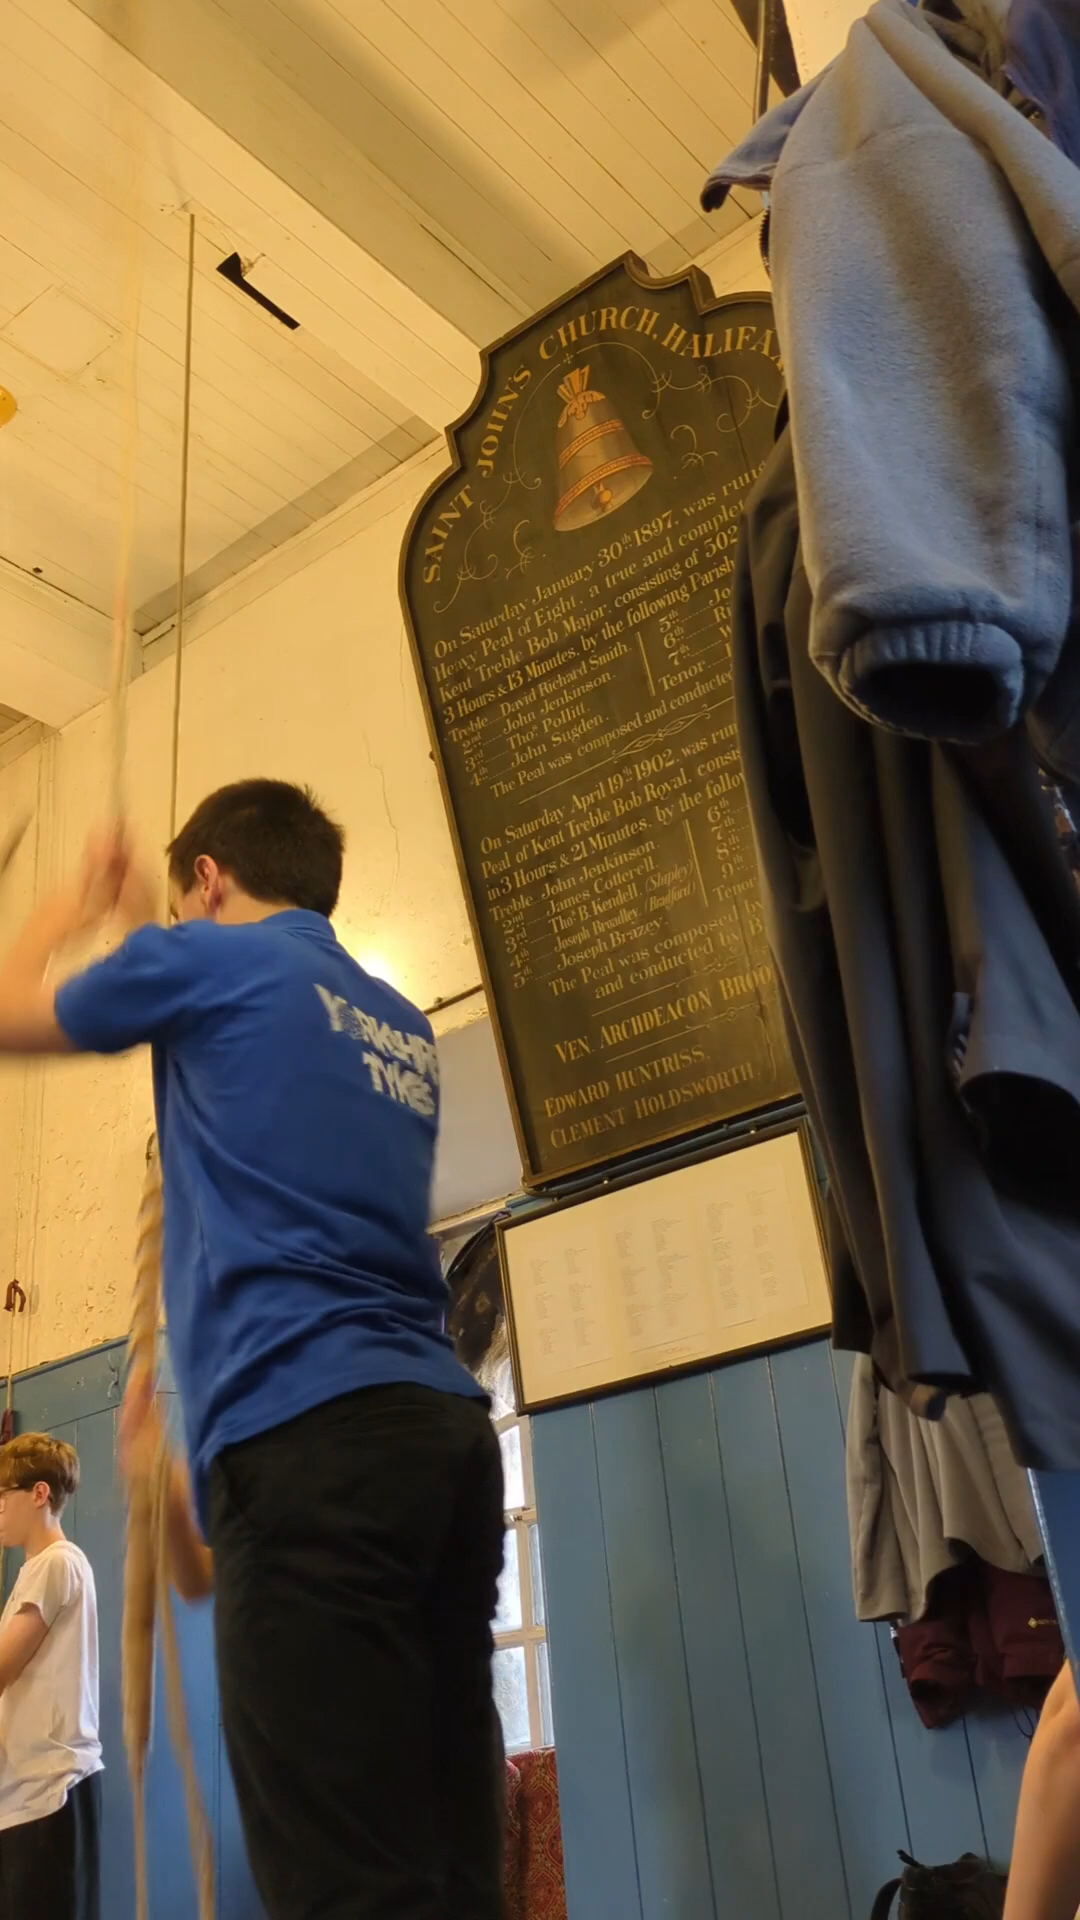 SAINT JOHN'S CHURCH, HALIFAX
On Saturday January 30th 1897, was rung
Heavy Peal of Eight, a true and complet
Kent Treble Bob Major, consisting of 502
3 Hours & 13 Minutes, by the following Parish
Treble... David Richard Smith.
2nd... John Jenkinson.
3rd... Thos. Pollitt.
4th... John Sugden.
5th... Jo
6th... Ri
7th... W
Tenor...
The Peal was composed and conducted
On Saturday April 19th 1902, was run
Peal of Kent Treble Bob Royal, consis
in 3 Hours & 21 Minutes, by the follow
Treble... John Jenkinson.
2nd... James Cotterell.
3rd... Thos. B. Kendell. (Shipley)
4th... Joseph Broadley. (Bradford)
5th... Joseph Brazey.
6th...
7th...
8th...
9th...
Tenor
The Peal was composed by
and conducted by B
VEN. ARCHDEACON BROO
EDWARD HUNTRISS,
CLEMENT HOLDSWORTH.
YORKSHIRE
TYKES